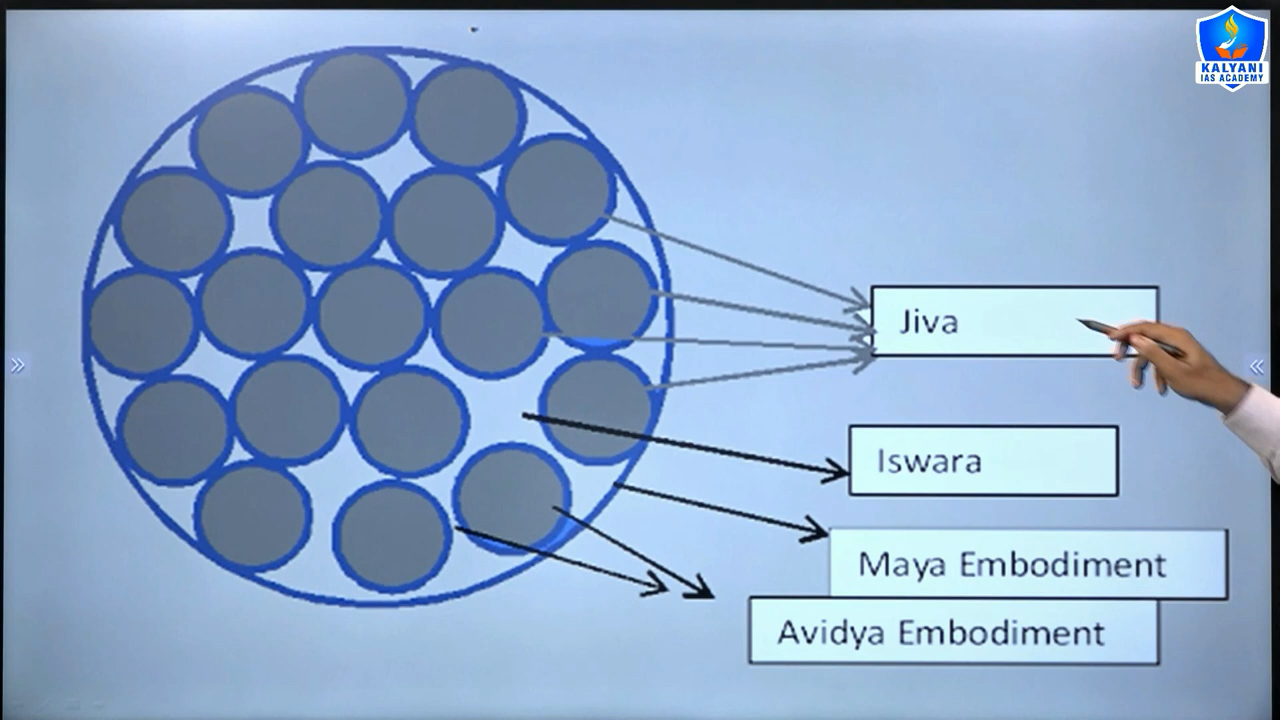 KALYANI
IAS ACADEMY
Jiva
Iswara
Maya Embodiment
Avidya Embodiment